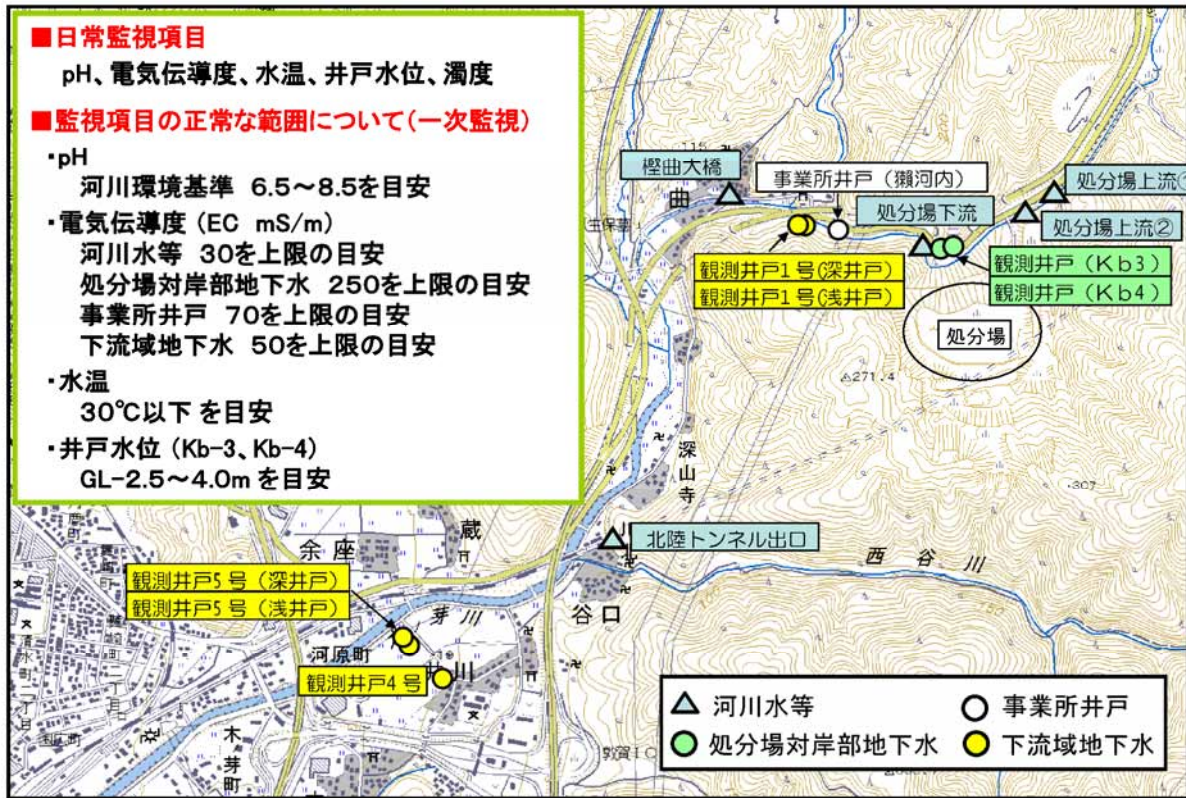 ■日常監視項目
pH、電気伝導度、水温、井戸水位、濁度
■監視項目の正常な範囲について(一次監視)
・pH
河川環境基準 6.5～8.5を目安
・電気伝導度 (EC mS/m)
河川水等 30を上限の目安
処分場対岸部地下水 250を上限の目安
事業所井戸 70を上限の目安
下流域地下水 50を上限の目安
・水温
30℃以下 を目安
・井戸水位 (Kb-3、Kb-4)
GL-2.5～4.0m を目安
樫曲大橋
事業所井戸（獺河内）
処分場上流①
処分場下流
処分場上流②
曲
観測井戸1号(深井戸)
観測井戸1号(浅井戸)
観測井戸（Ｋｂ3）
観測井戸（Ｋｂ4）
処分場
271.4
深山寺
307
蔵
余座
北陸トンネル出口
西谷川
観測井戸5号（深井戸）
観測井戸5号（浅井戸）
谷口
芽川
河原町
川
観測井戸4号
木芽町
敦賀IC
河川水等
事業所井戸
処分場対岸部地下水
下流域地下水